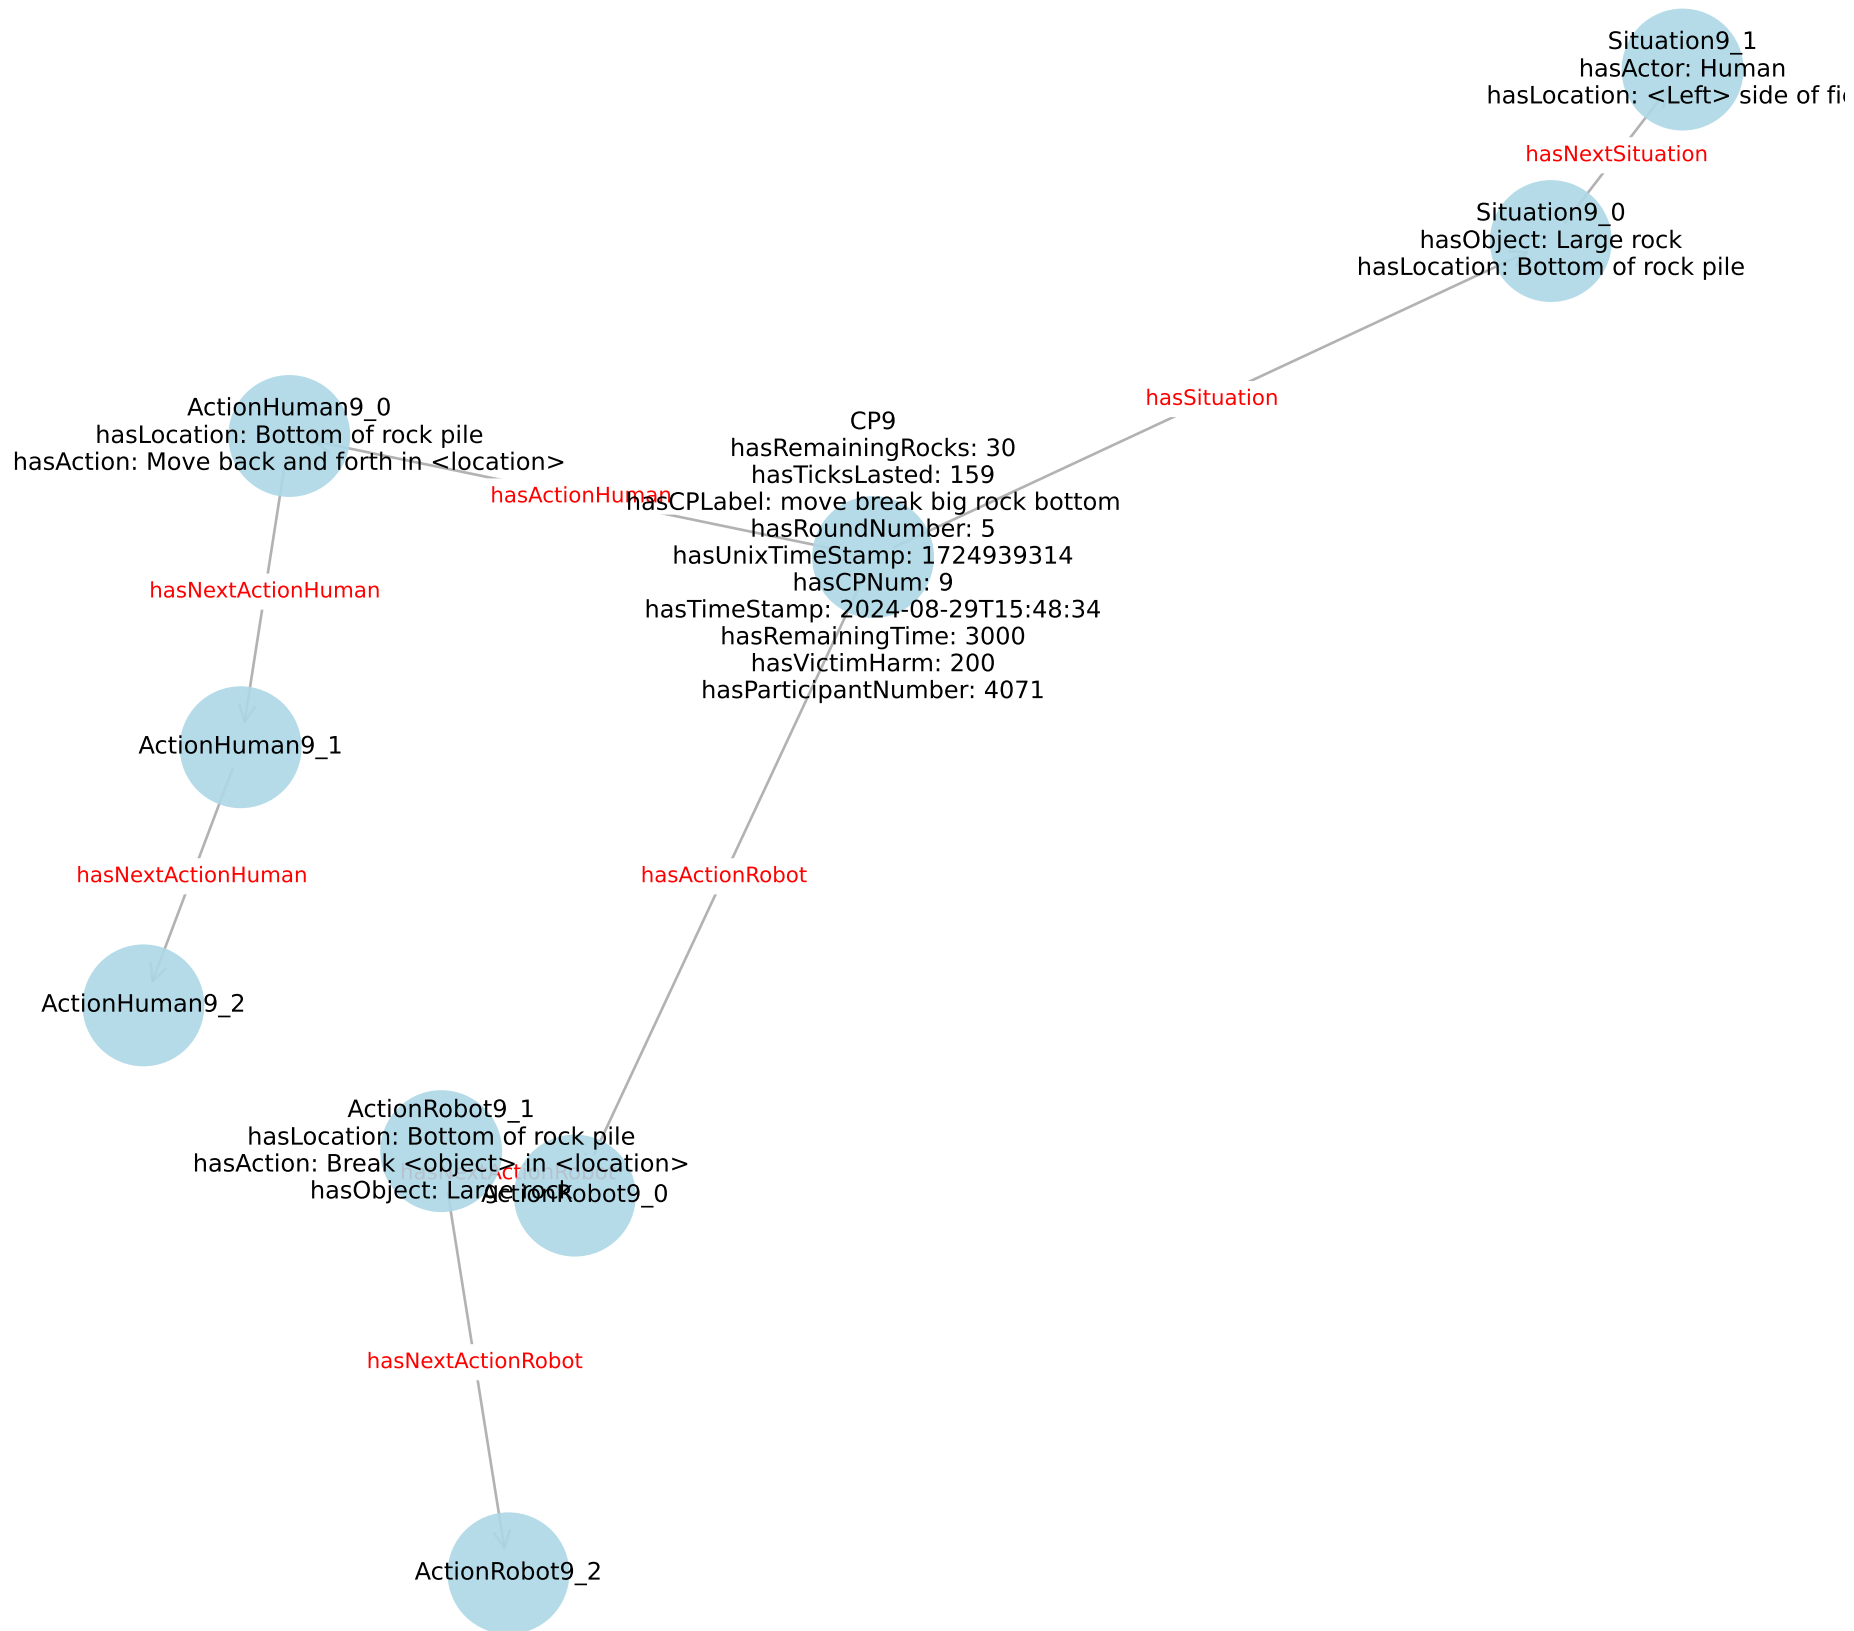 Situation9_1
hasActor: Human
hasLocation: <Left> side of
hasNextSituation
Situation9_0
hasObject: Large rock
hasLocation: Bottom of rock pile
hasSituation
ActionHuman9_0
hasLocation: Bottom of rock pile
hasAction: Move back and forth in <location>
hasActionHuman
CP9
hasRemainingRocks: 30
hasTicksLasted: 159
hasCPLabel: move break big rock bottom
hasRoundNumber: 5
hasUnixTimeStamp: 1724939314
hasCPNum: 9
hasTimeStamp: 2024-08-29T15:48:34
hasRemainingTime: 3000
hasVictimHarm: 200
hasParticipantNumber: 4071
hasNextActionHuman
ActionHuman9_1
hasNextActionHuman
hasActionRobot
ActionHuman9_2
ActionRobot9_1
hasLocation: Bottom of rock pile
hasAction: Break <object> in <location>
hasObject: Large rock
hasNextActionRobot
ActionRobot9_0
hasNextActionRobot
ActionRobot9_2